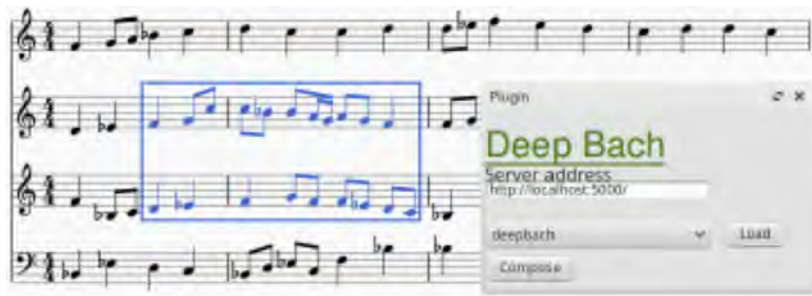 Plugin
Deep Bach
Server address
http://localhost:5000/
deepbach
Load
Compose